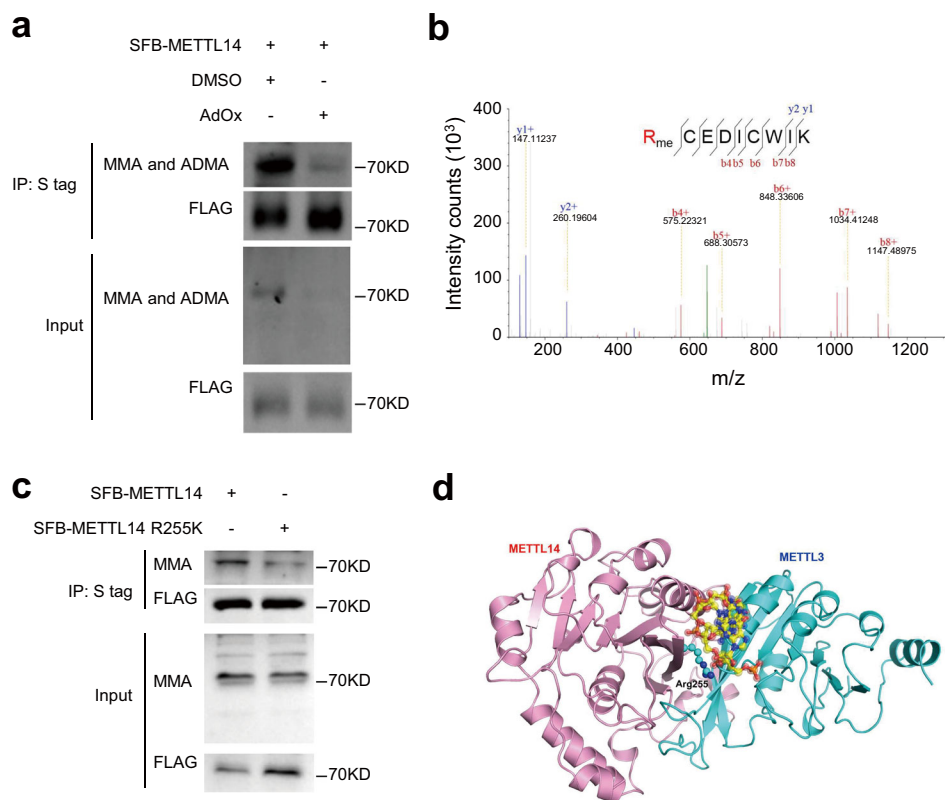 a
SFB-METTL14 + +
DMSO + -
AdOx - +
IP: S tag
MMA and ADMA –70KD
FLAG –70KD
Input
MMA and ADMA –70KD
FLAG –70KD
b
Intensity counts (10³)
400
300
200
100
0
200 400 600 800 1000 1200
m/z
y2 y1
RmeCEDICWIK
b4 b5 b6 b7 b8
y1+
147.11237
y2+
260.19604
b4+
575.22321
b5+
688.30573
b6+
848.33606
b7+
1034.41248
b8+
1147.48975
c
SFB-METTL14 + -
SFB-METTL14 R255K - +
IP: S tag
MMA –70KD
FLAG –70KD
Input
MMA –70KD
FLAG –70KD
d
METTL14
METTL3
Arg255